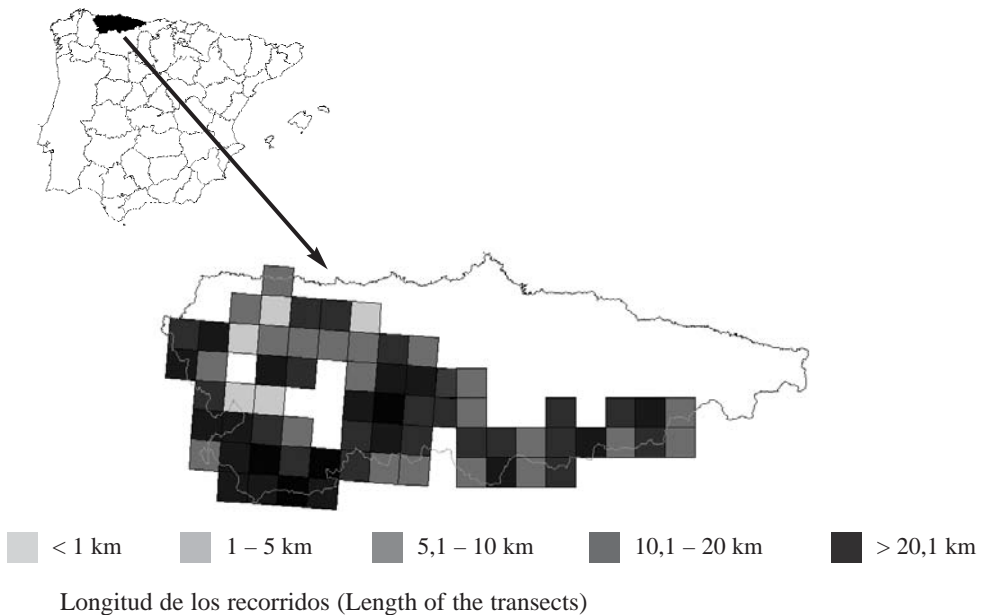 < 1 km 1 – 5 km 5,1 – 10 km 10,1 – 20 km > 20,1 km
Longitud de los recorridos (Length of the transects)